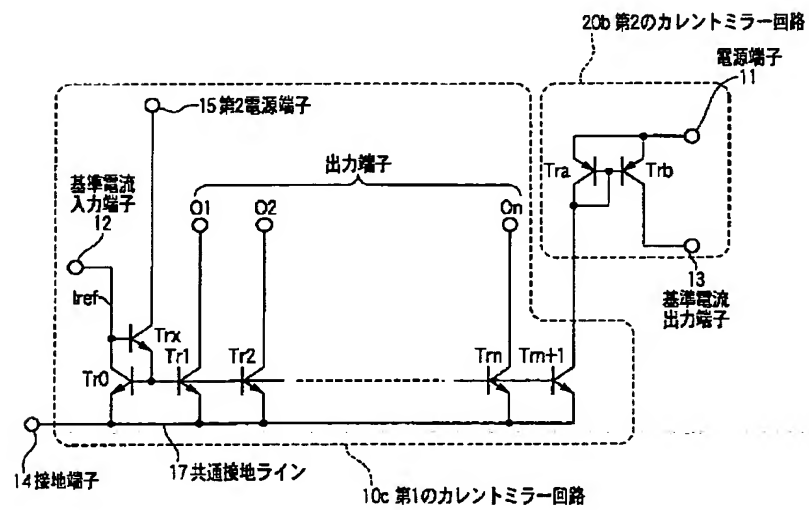 20b 第2のカレントミラー回路
電源端子
11
15 第2電源端子
出力端子
基準電流
入力端子
12
O1
O2
On
Tra
Trb
13
基準電流
出力端子
Iref
Trx
Tr0
Tr1
Tr2
Trn
Trn+1
14 接地端子
17 共通接地ライン
10c 第1のカレントミラー回路